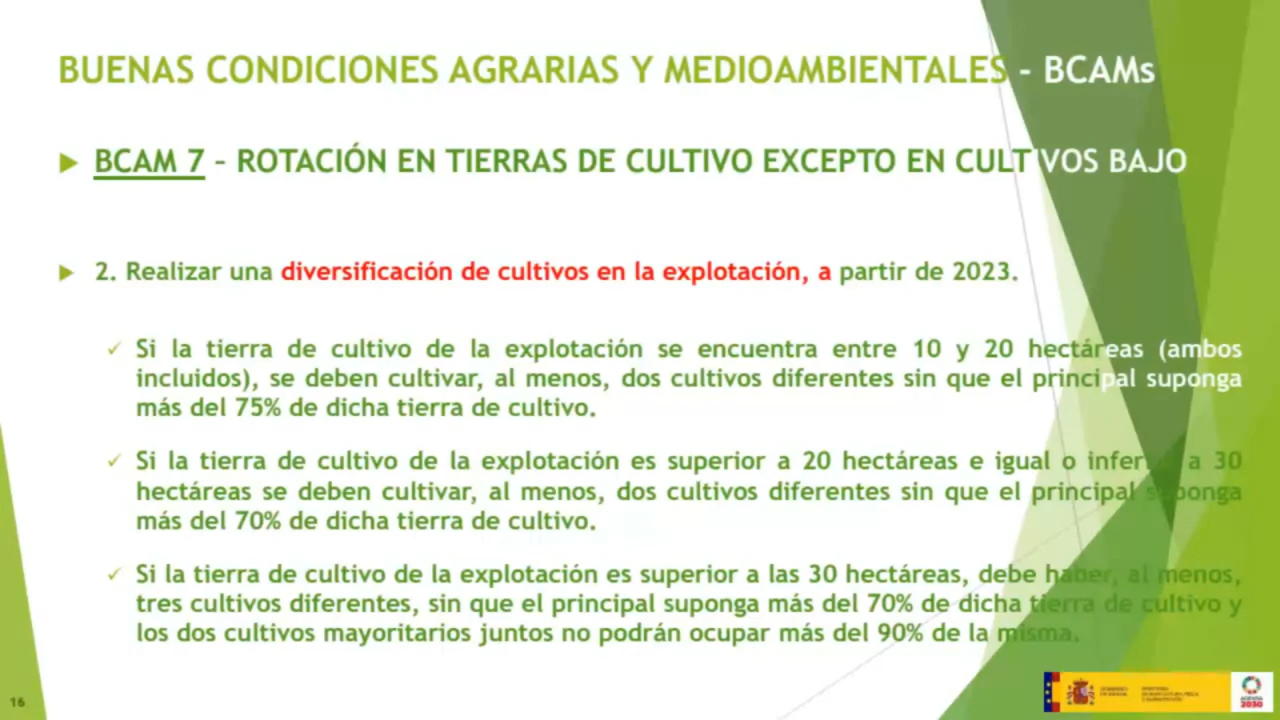 BUENAS CONDICIONES AGRARIAS Y MEDIOAMBIENTALES - BCAMs
BCAM 7 – ROTACIÓN EN TIERRAS DE CULTIVO EXCEPTO EN CULTIVOS BAJO
2. Realizar una diversificación de cultivos en la explotación, a partir de 2023.
Si la tierra de cultivo de la explotación se encuentra entre 10 y 20 hectáreas (ambos
incluidos), se deben cultivar, al menos, dos cultivos diferentes sin que el principal suponga
más del 75% de dicha tierra de cultivo.
Si la tierra de cultivo de la explotación es superior a 20 hectáreas e igual o inferior a 30
hectáreas se deben cultivar, al menos, dos cultivos diferentes sin que el principal suponga
más del 70% de dicha tierra de cultivo.
Si la tierra de cultivo de la explotación es superior a las 30 hectáreas, debe haber, al menos,
tres cultivos diferentes, sin que el principal suponga más del 70% de dicha tierra de cultivo y
los dos cultivos mayoritarios juntos no podrán ocupar más del 90% de la misma.
16
AGENDA
2030